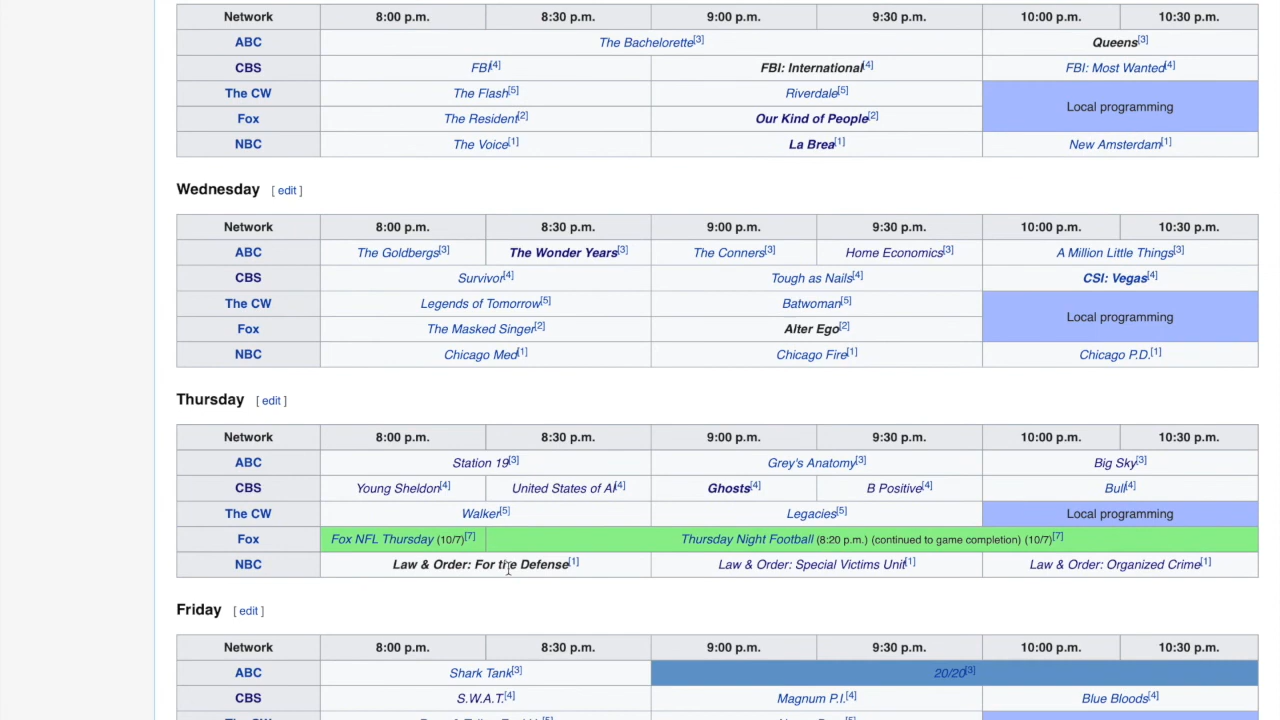 Network 8:00 p.m. 8:30 p.m. 9:00 p.m. 9:30 p.m. 10:00 p.m. 10:30 p.m.
ABC The Bachelorette[3] Queens[3]
CBS FBI[4] FBI: International[4] FBI: Most Wanted[4]
The CW The Flash[5] Riverdale[5] Local programming
Fox The Resident[2] Our Kind of People[2]
NBC The Voice[1] La Brea[1] New Amsterdam[1]
Wednesday [ edit ]
Network 8:00 p.m. 8:30 p.m. 9:00 p.m. 9:30 p.m. 10:00 p.m. 10:30 p.m.
ABC The Goldbergs[3] The Wonder Years[3] The Conners[3] Home Economics[3] A Million Little Things[3]
CBS Survivor[4] Tough as Nails[4] CSI: Vegas[4]
The CW Legends of Tomorrow[5] Batwoman[5] Local programming
Fox The Masked Singer[2] Alter Ego[2]
NBC Chicago Med[1] Chicago Fire[1] Chicago P.D.[1]
Thursday [ edit ]
Network 8:00 p.m. 8:30 p.m. 9:00 p.m. 9:30 p.m. 10:00 p.m. 10:30 p.m.
ABC Station 19[3] Grey's Anatomy[3] Big Sky[3]
CBS Young Sheldon[4] United States of Al[4] Ghosts[4] B Positive[4] Bull[4]
The CW Walker[5] Legacies[5] Local programming
Fox Fox NFL Thursday (10/7)[7] Thursday Night Football (8:20 p.m.) (continued to game completion) (10/7)[7]
NBC Law & Order: For the Defense[1] Law & Order: Special Victims Unit[1] Law & Order: Organized Crime[1]
Friday [ edit ]
Network 8:00 p.m. 8:30 p.m. 9:00 p.m. 9:30 p.m. 10:00 p.m. 10:30 p.m.
ABC Shark Tank[3] 20/20[3]
CBS S.W.A.T.[4] Magnum P.I.[4] Blue Bloods[4]